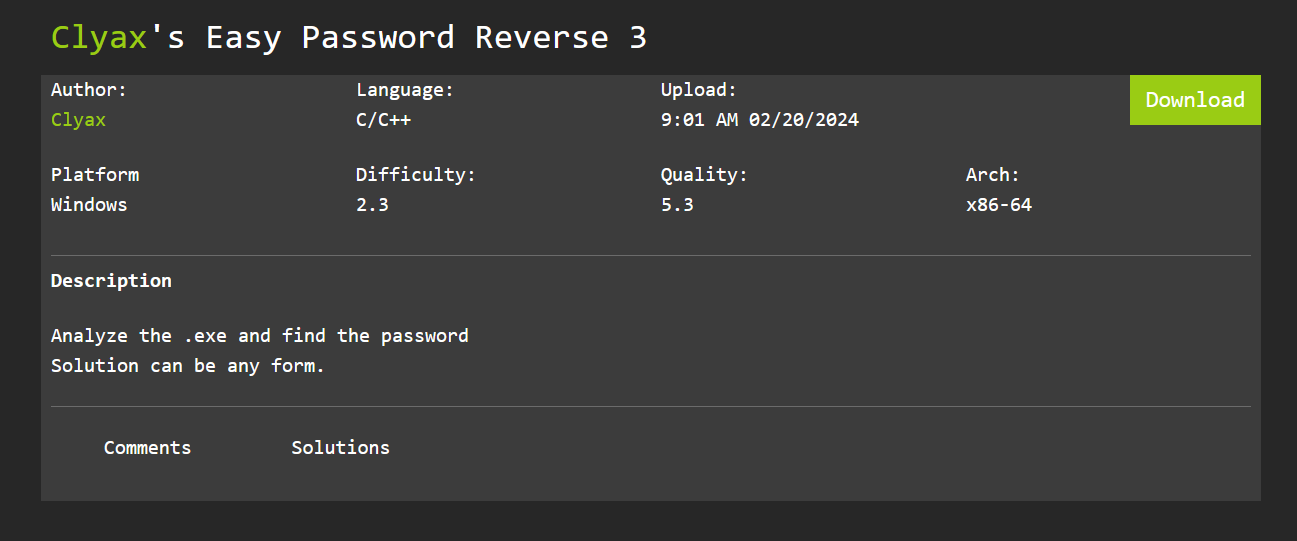 Clyax's Easy Password Reverse 3
Author: Language: Upload: Download
Clyax C/C++ 9:01 AM 02/20/2024
Platform Difficulty: Quality: Arch:
Windows 2.3 5.3 x86-64
Description
Analyze the .exe and find the password
Solution can be any form.
Comments Solutions